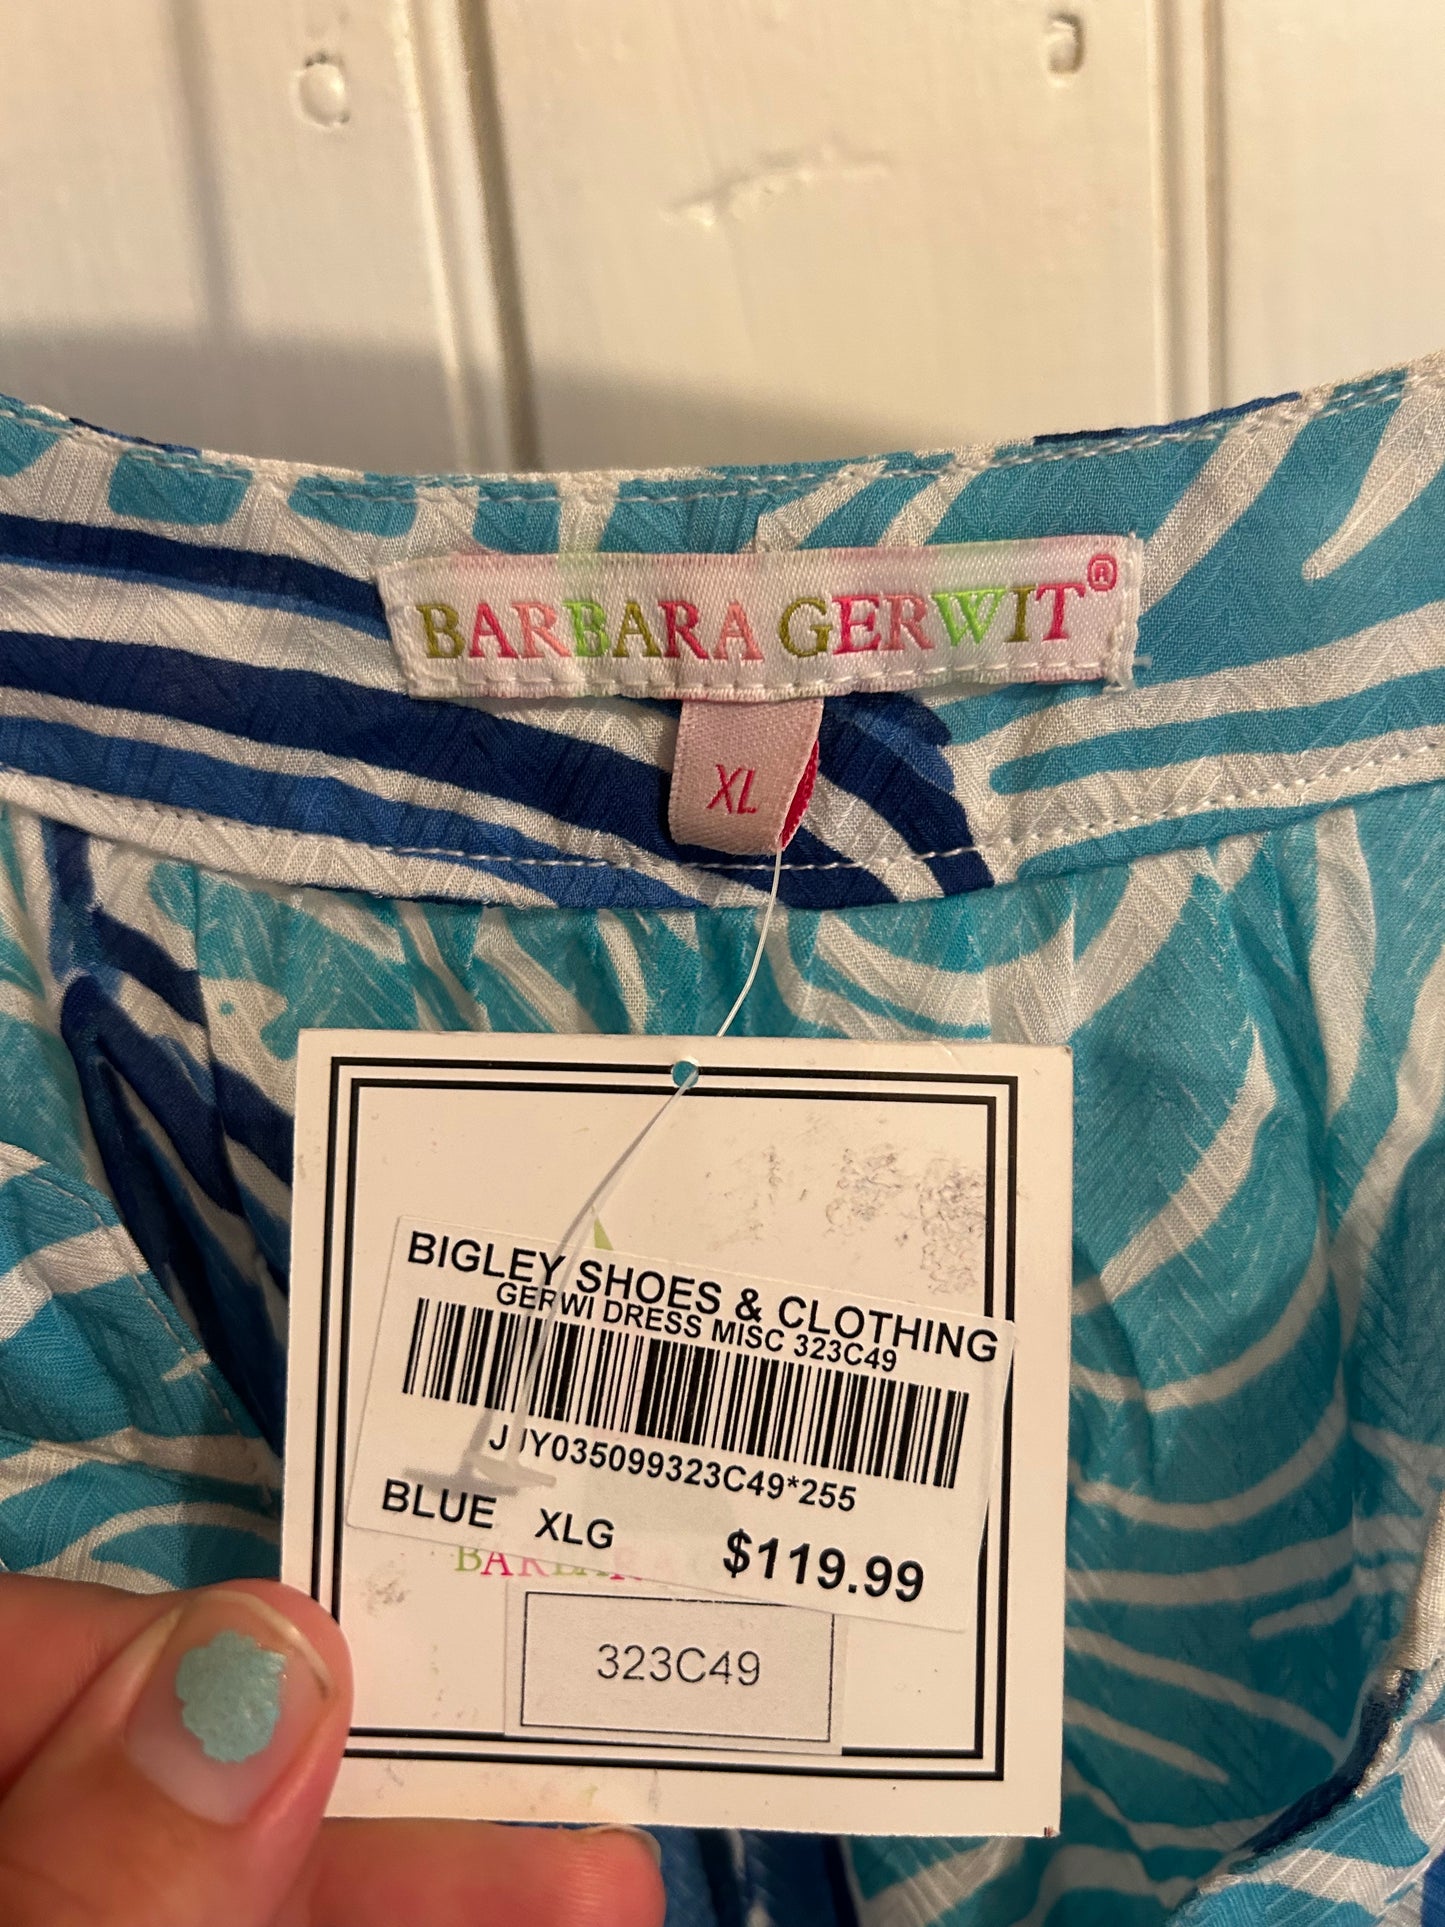 BARBARA GERWIT®
XL
BIGLEY SHOES & CLOTHING
GERWI DRESS MISC 323C49
BLUE XLG
$119.99
323C49